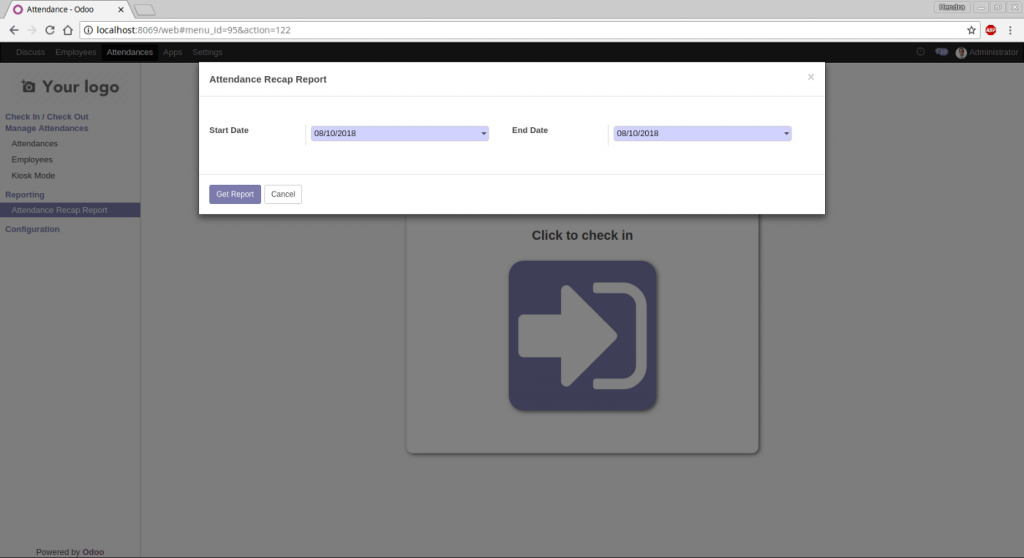 Attendance - Odoo
Hendra
localhost:8069/web#menu_id=95&action=122
ABP
Discuss Employees Attendances Apps Settings
Administrator
Your logo
Check In / Check Out
Manage Attendances
Attendances
Employees
Kiosk Mode
Reporting
Attendance Recap Report
Configuration
Powered by Odoo
Attendance Recap Report
×
Start Date 08/10/2018 End Date 08/10/2018
Get Report Cancel
Click to check in